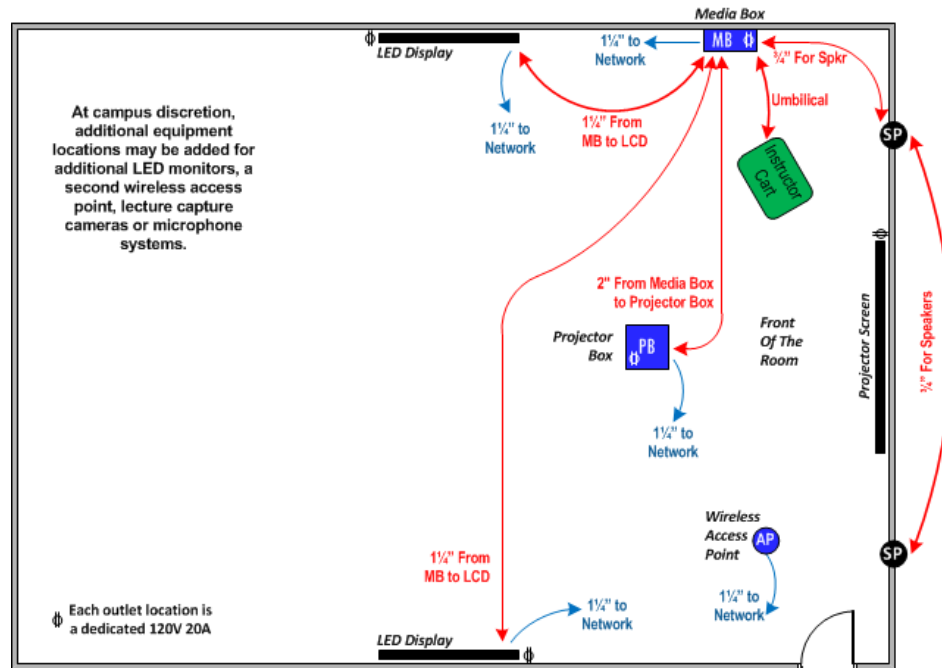 Media Box
MB
LED Display
1¼" to
Network
¾" For Spkr
Umbilical
1¼" to
Network
1¼" From
MB to LCD
SP
Instructor
Cart
At campus discretion,
additional equipment
locations may be added for
additional LED monitors, a
second wireless access
point, lecture capture
cameras or microphone
systems.
2" From Media Box
to Projector Box
Projector
Box
PB
Front
Of The
Room
Projector Screen
¾" For Speakers
1¼" to
Network
Wireless
Access
Point
AP
SP
1¼" From
MB to LCD
1¼" to
Network
1¼" to
Network
Each outlet location is
a dedicated 120V 20A
LED Display